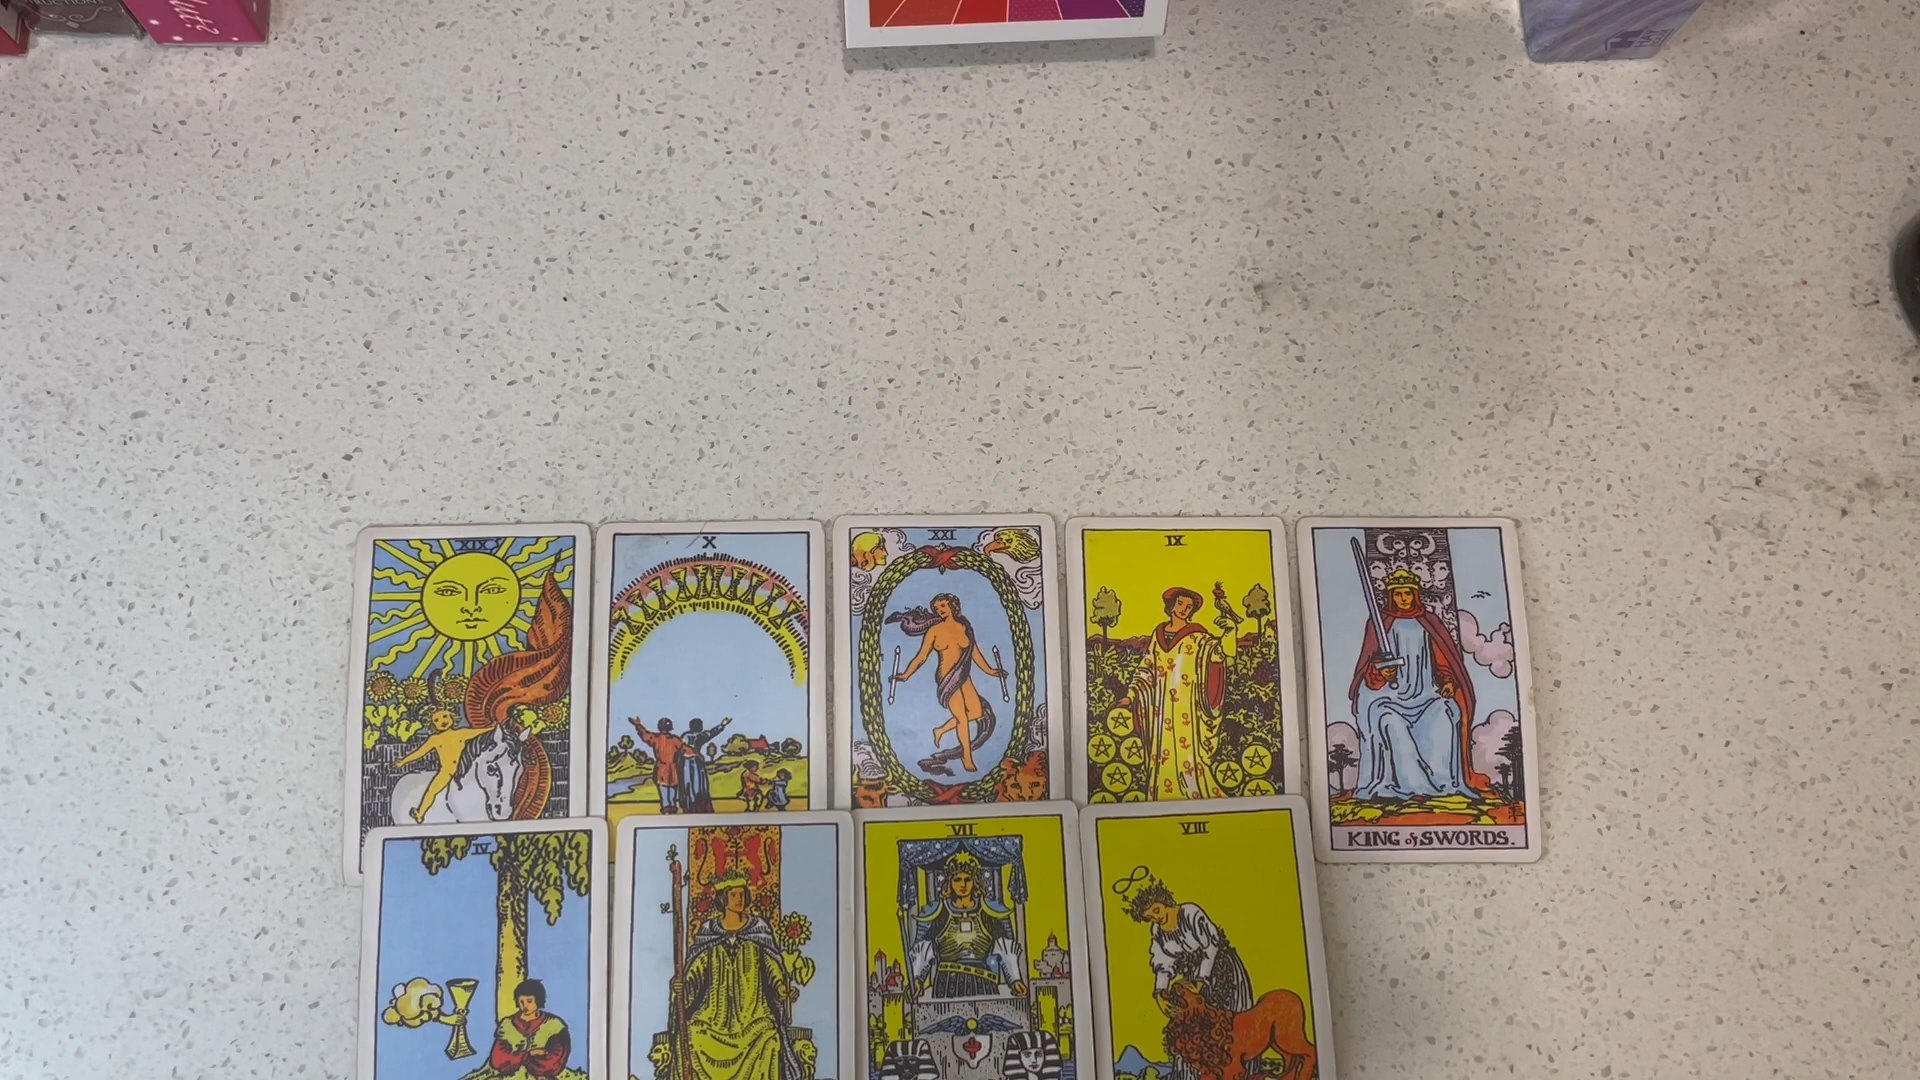 XIX
X
XXI
IX
KING of SWORDS.
IV
VII
VIII